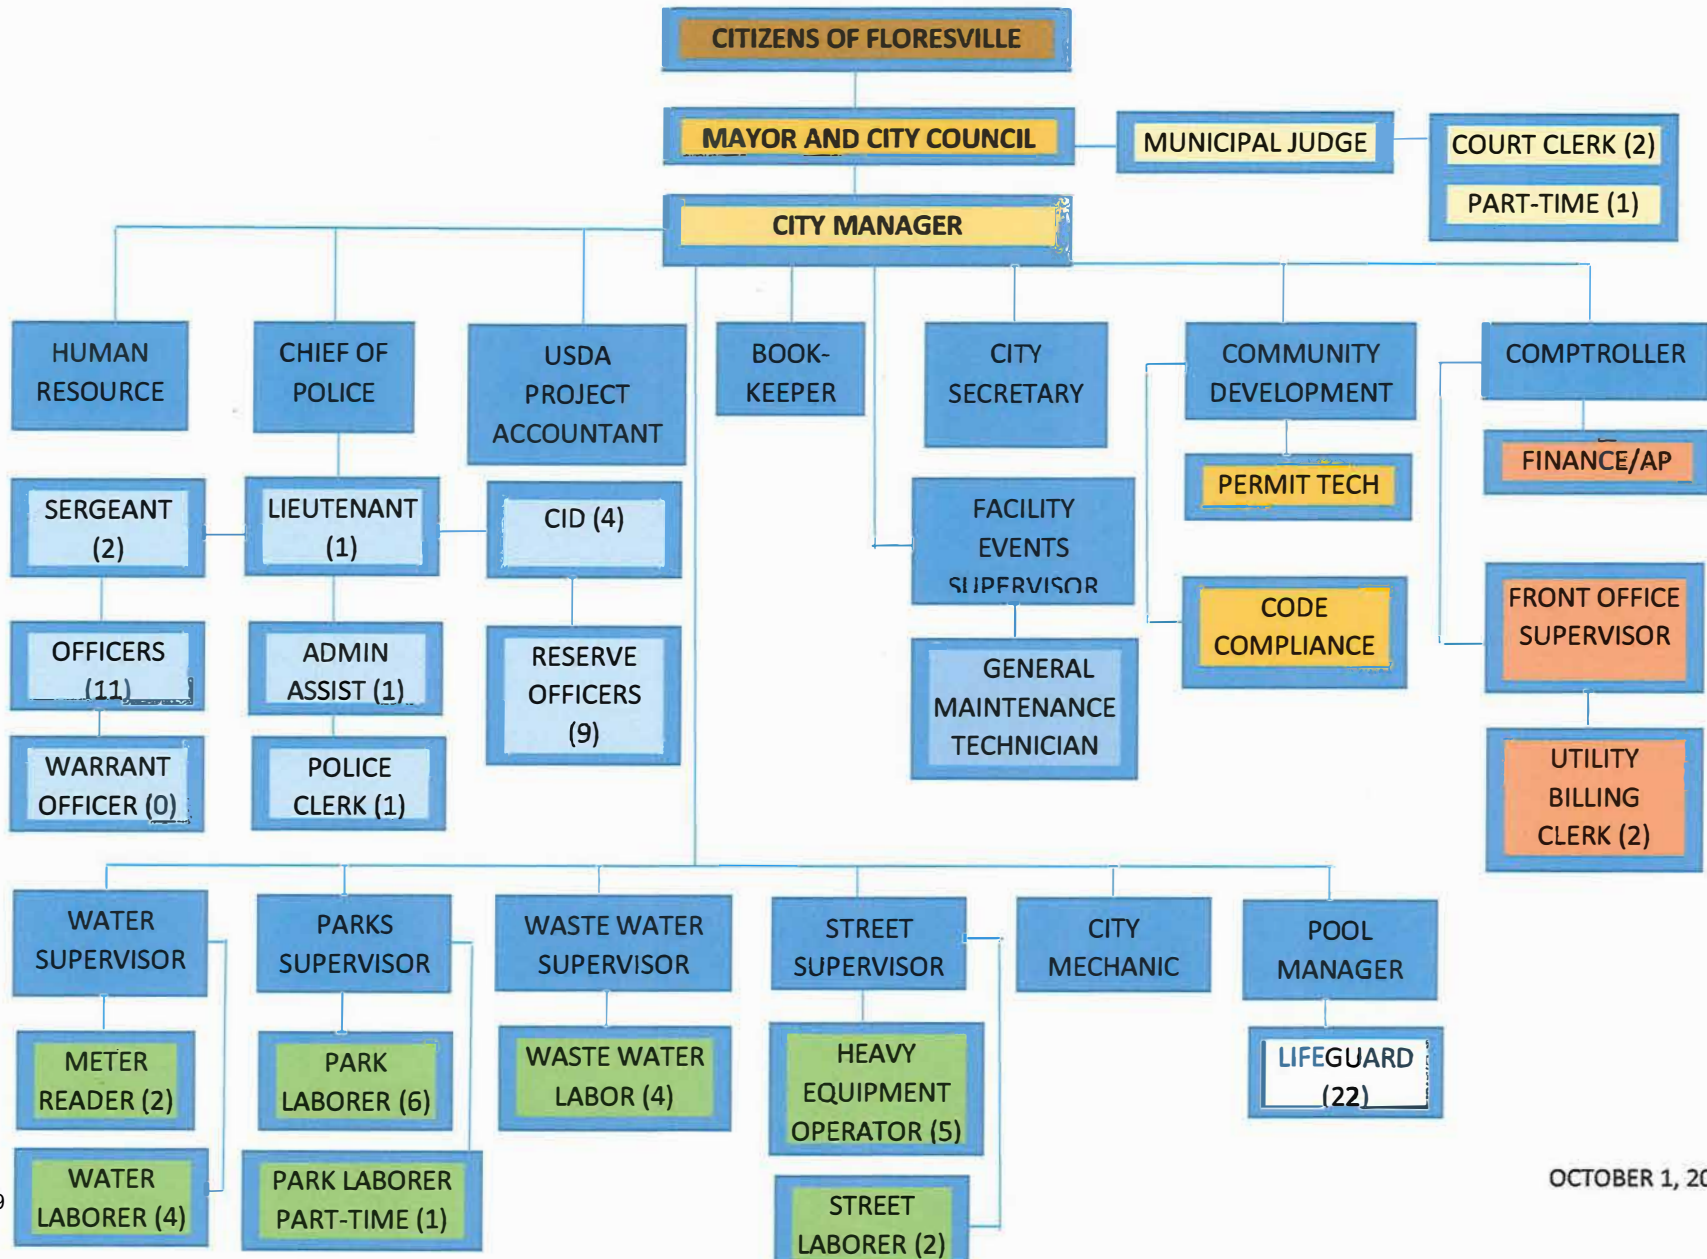 CITIZENS OF FLORESVILLE
MAYOR AND CITY COUNCIL
MUNICIPAL JUDGE
COURT CLERK (2)
PART-TIME (1)
CITY MANAGER
HUMAN
RESOURCE
CHIEF OF
POLICE
USDA
PROJECT
ACCOUNTANT
BOOK-
KEEPER
CITY
SECRETARY
COMMUNITY
DEVELOPMENT
COMPTROLLER
FINANCE/AP
PERMIT TECH
SERGEANT
(2)
LIEUTENANT
(1)
CID (4)
FACILITY
EVENTS
SUPERVISOR
CODE
COMPLIANCE
FRONT OFFICE
SUPERVISOR
OFFICERS
(11)
ADMIN
ASSIST (1)
RESERVE
OFFICERS
(9)
GENERAL
MAINTENANCE
TECHNICIAN
WARRANT
OFFICER (0)
POLICE
CLERK (1)
UTILITY
BILLING
CLERK (2)
WATER
SUPERVISOR
PARKS
SUPERVISOR
WASTE WATER
SUPERVISOR
STREET
SUPERVISOR
CITY
MECHANIC
POOL
MANAGER
METER
READER (2)
PARK
LABORER (6)
WASTE WATER
LABOR (4)
HEAVY
EQUIPMENT
OPERATOR (5)
LIFEGUARD
(22)
WATER
LABORER (4)
PARK LABORER
PART-TIME (1)
STREET
LABORER (2)
9
OCTOBER 1, 20